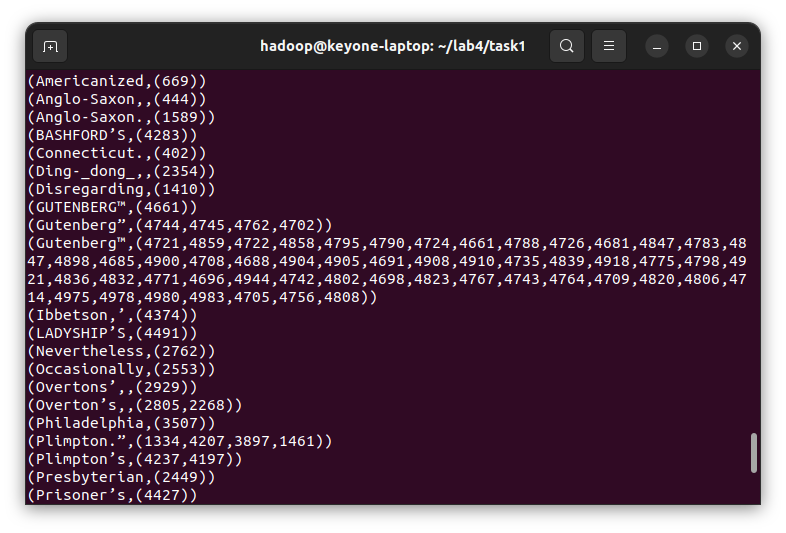 hadoop@keyone-laptop: ~/lab4/task1
(Americanized,(669))
(Anglo-Saxon,,(444))
(Anglo-Saxon.,(1589))
(BASHFORD’S,(4283))
(Connecticut.,(402))
(Ding-_dong_,,(2354))
(Disregarding,(1410))
(GUTENBERG™,(4661))
(Gutenberg”,(4744,4745,4762,4702))
(Gutenberg™,(4721,4859,4722,4858,4795,4790,4724,4661,4788,4726,4681,4847,4783,48
47,4898,4685,4900,4708,4688,4904,4905,4691,4908,4910,4735,4839,4918,4775,4798,49
21,4836,4832,4771,4696,4944,4742,4802,4698,4823,4767,4743,4764,4709,4820,4806,47
14,4975,4978,4980,4983,4705,4756,4808))
(Ibbetson,’,(4374))
(LADYSHIP’S,(4491))
(Nevertheless,(2762))
(Occasionally,(2553))
(Overtons’,,(2929))
(Overton’s,,(2805,2268))
(Philadelphia,(3507))
(Plimpton.”,(1334,4207,3897,1461))
(Plimpton’s,(4237,4197))
(Presbyterian,(2449))
(Prisoner’s,(4427))